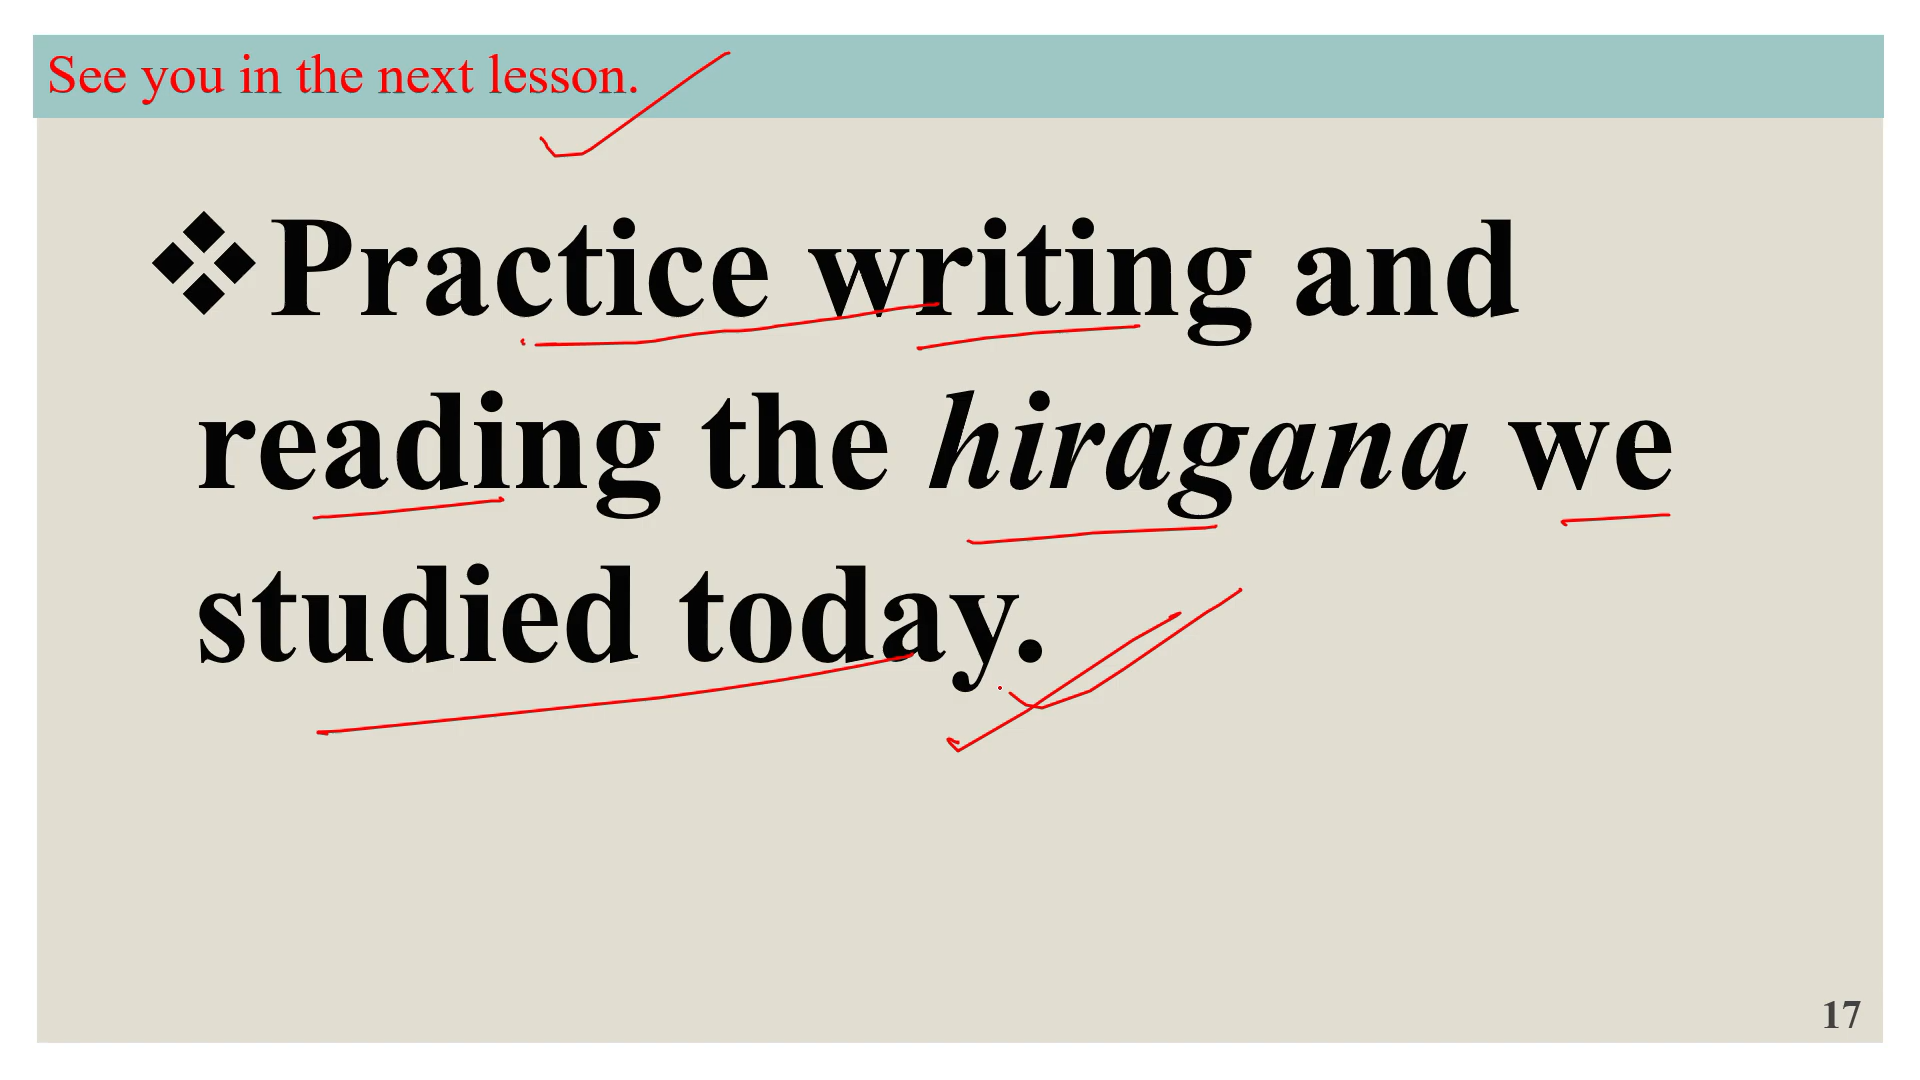 See you in the next lesson.
❖Practice writing and
reading the hiragana we
studied today.
17